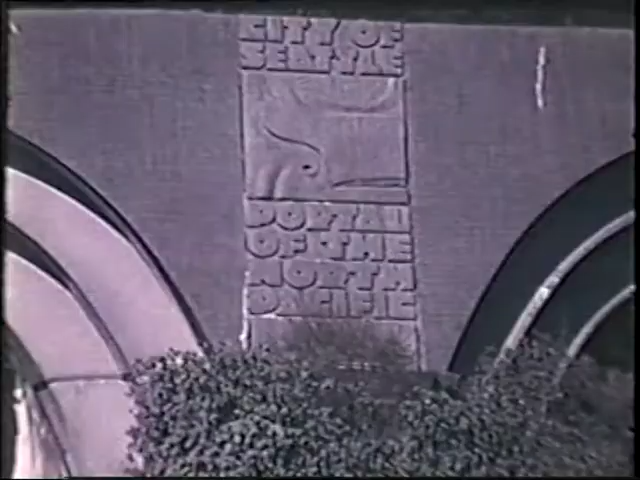 CITY OF
SEATTLE
PORTAL
OF THE
NORTH
PACIFIC